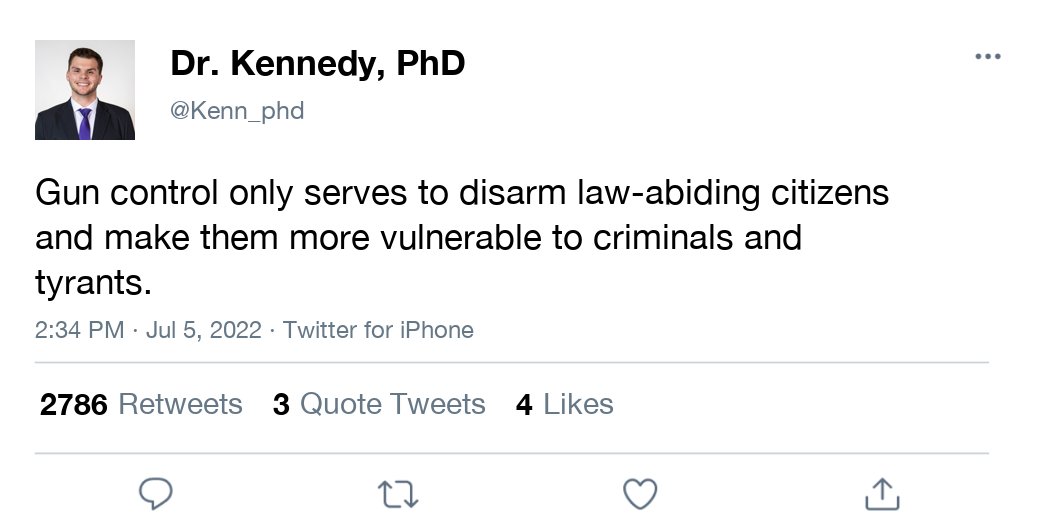 Dr. Kennedy, PhD
@Kenn_phd
Gun control only serves to disarm law-abiding citizens
and make them more vulnerable to criminals and
tyrants.
2:34 PM · Jul 5, 2022 · Twitter for iPhone
2786 Retweets 3 Quote Tweets 4 Likes